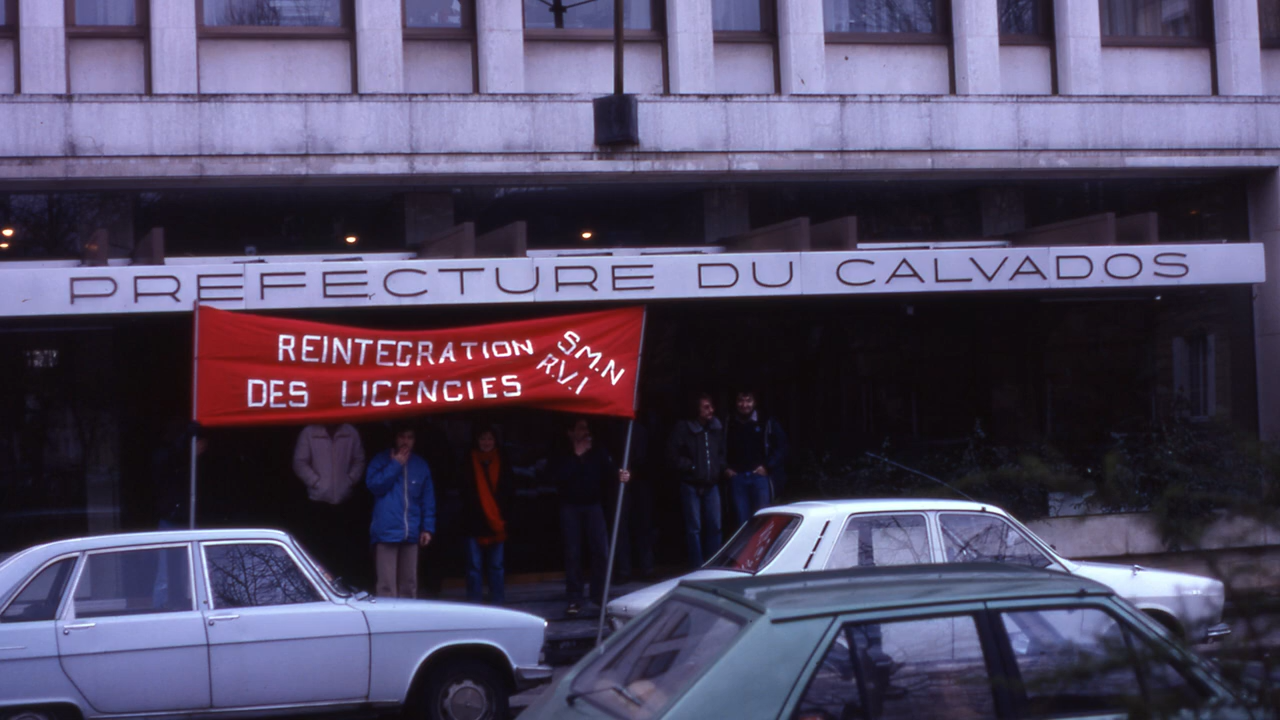 PREFECTURE DU CALVADOS
REINTEGRATION
DES LICENCIES
S.M.N
R.V.I